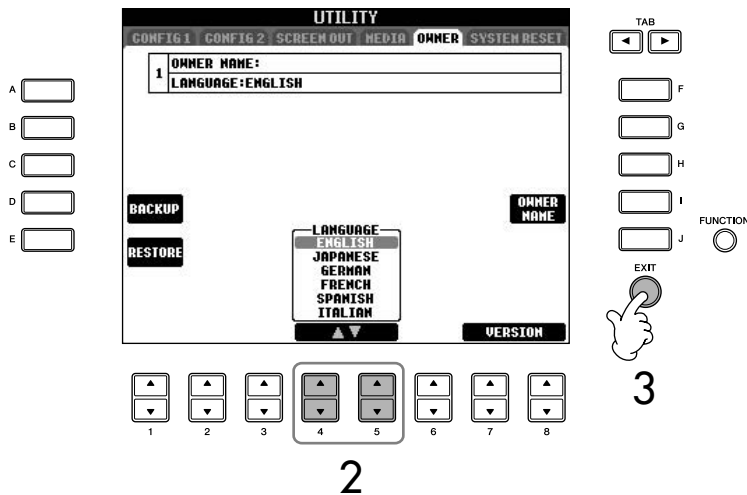 UTILITY
CONFIG 1 CONFIG 2 SCREEN OUT MEDIA OWNER SYSTEM RESET
TAB
1 OWNER NAME:
LANGUAGE:ENGLISH
A
B
C
D
E
F
G
H
I
J
BACKUP
RESTORE
OWNER
NAME
LANGUAGE
ENGLISH
JAPANESE
GERMAN
FRENCH
SPANISH
ITALIAN
VERSION
FUNCTION
EXIT
3
1 2 3 4 5 6 7 8
2